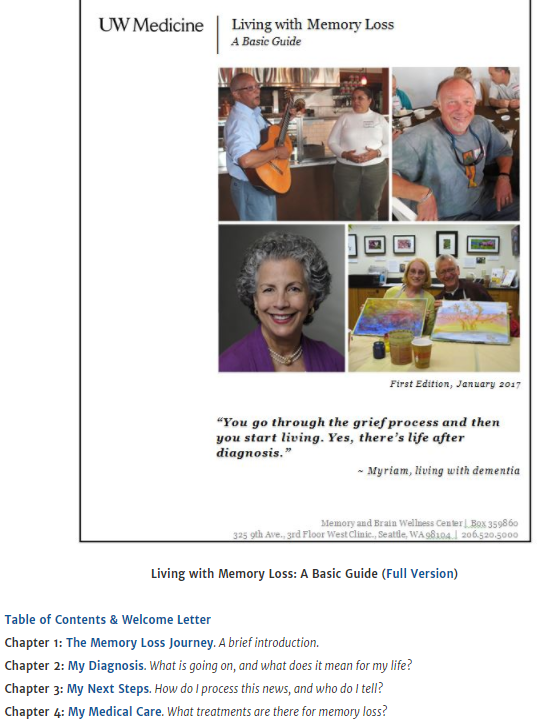 UW Medicine
Living with Memory Loss
A Basic Guide
First Edition, January 2017
“You go through the grief process and then
you start living. Yes, there’s life after
diagnosis.”
~ Myriam, living with dementia
Memory and Brain Wellness Center | Box 359860
325 9th Ave., 3rd Floor West Clinic., Seattle, WA 98104 | 206.520.5000
Living with Memory Loss: A Basic Guide (Full Version)
Table of Contents & Welcome Letter
Chapter 1: The Memory Loss Journey. A brief introduction.
Chapter 2: My Diagnosis. What is going on, and what does it mean for my life?
Chapter 3: My Next Steps. How do I process this news, and who do I tell?
Chapter 4: My Medical Care. What treatments are there for memory loss?